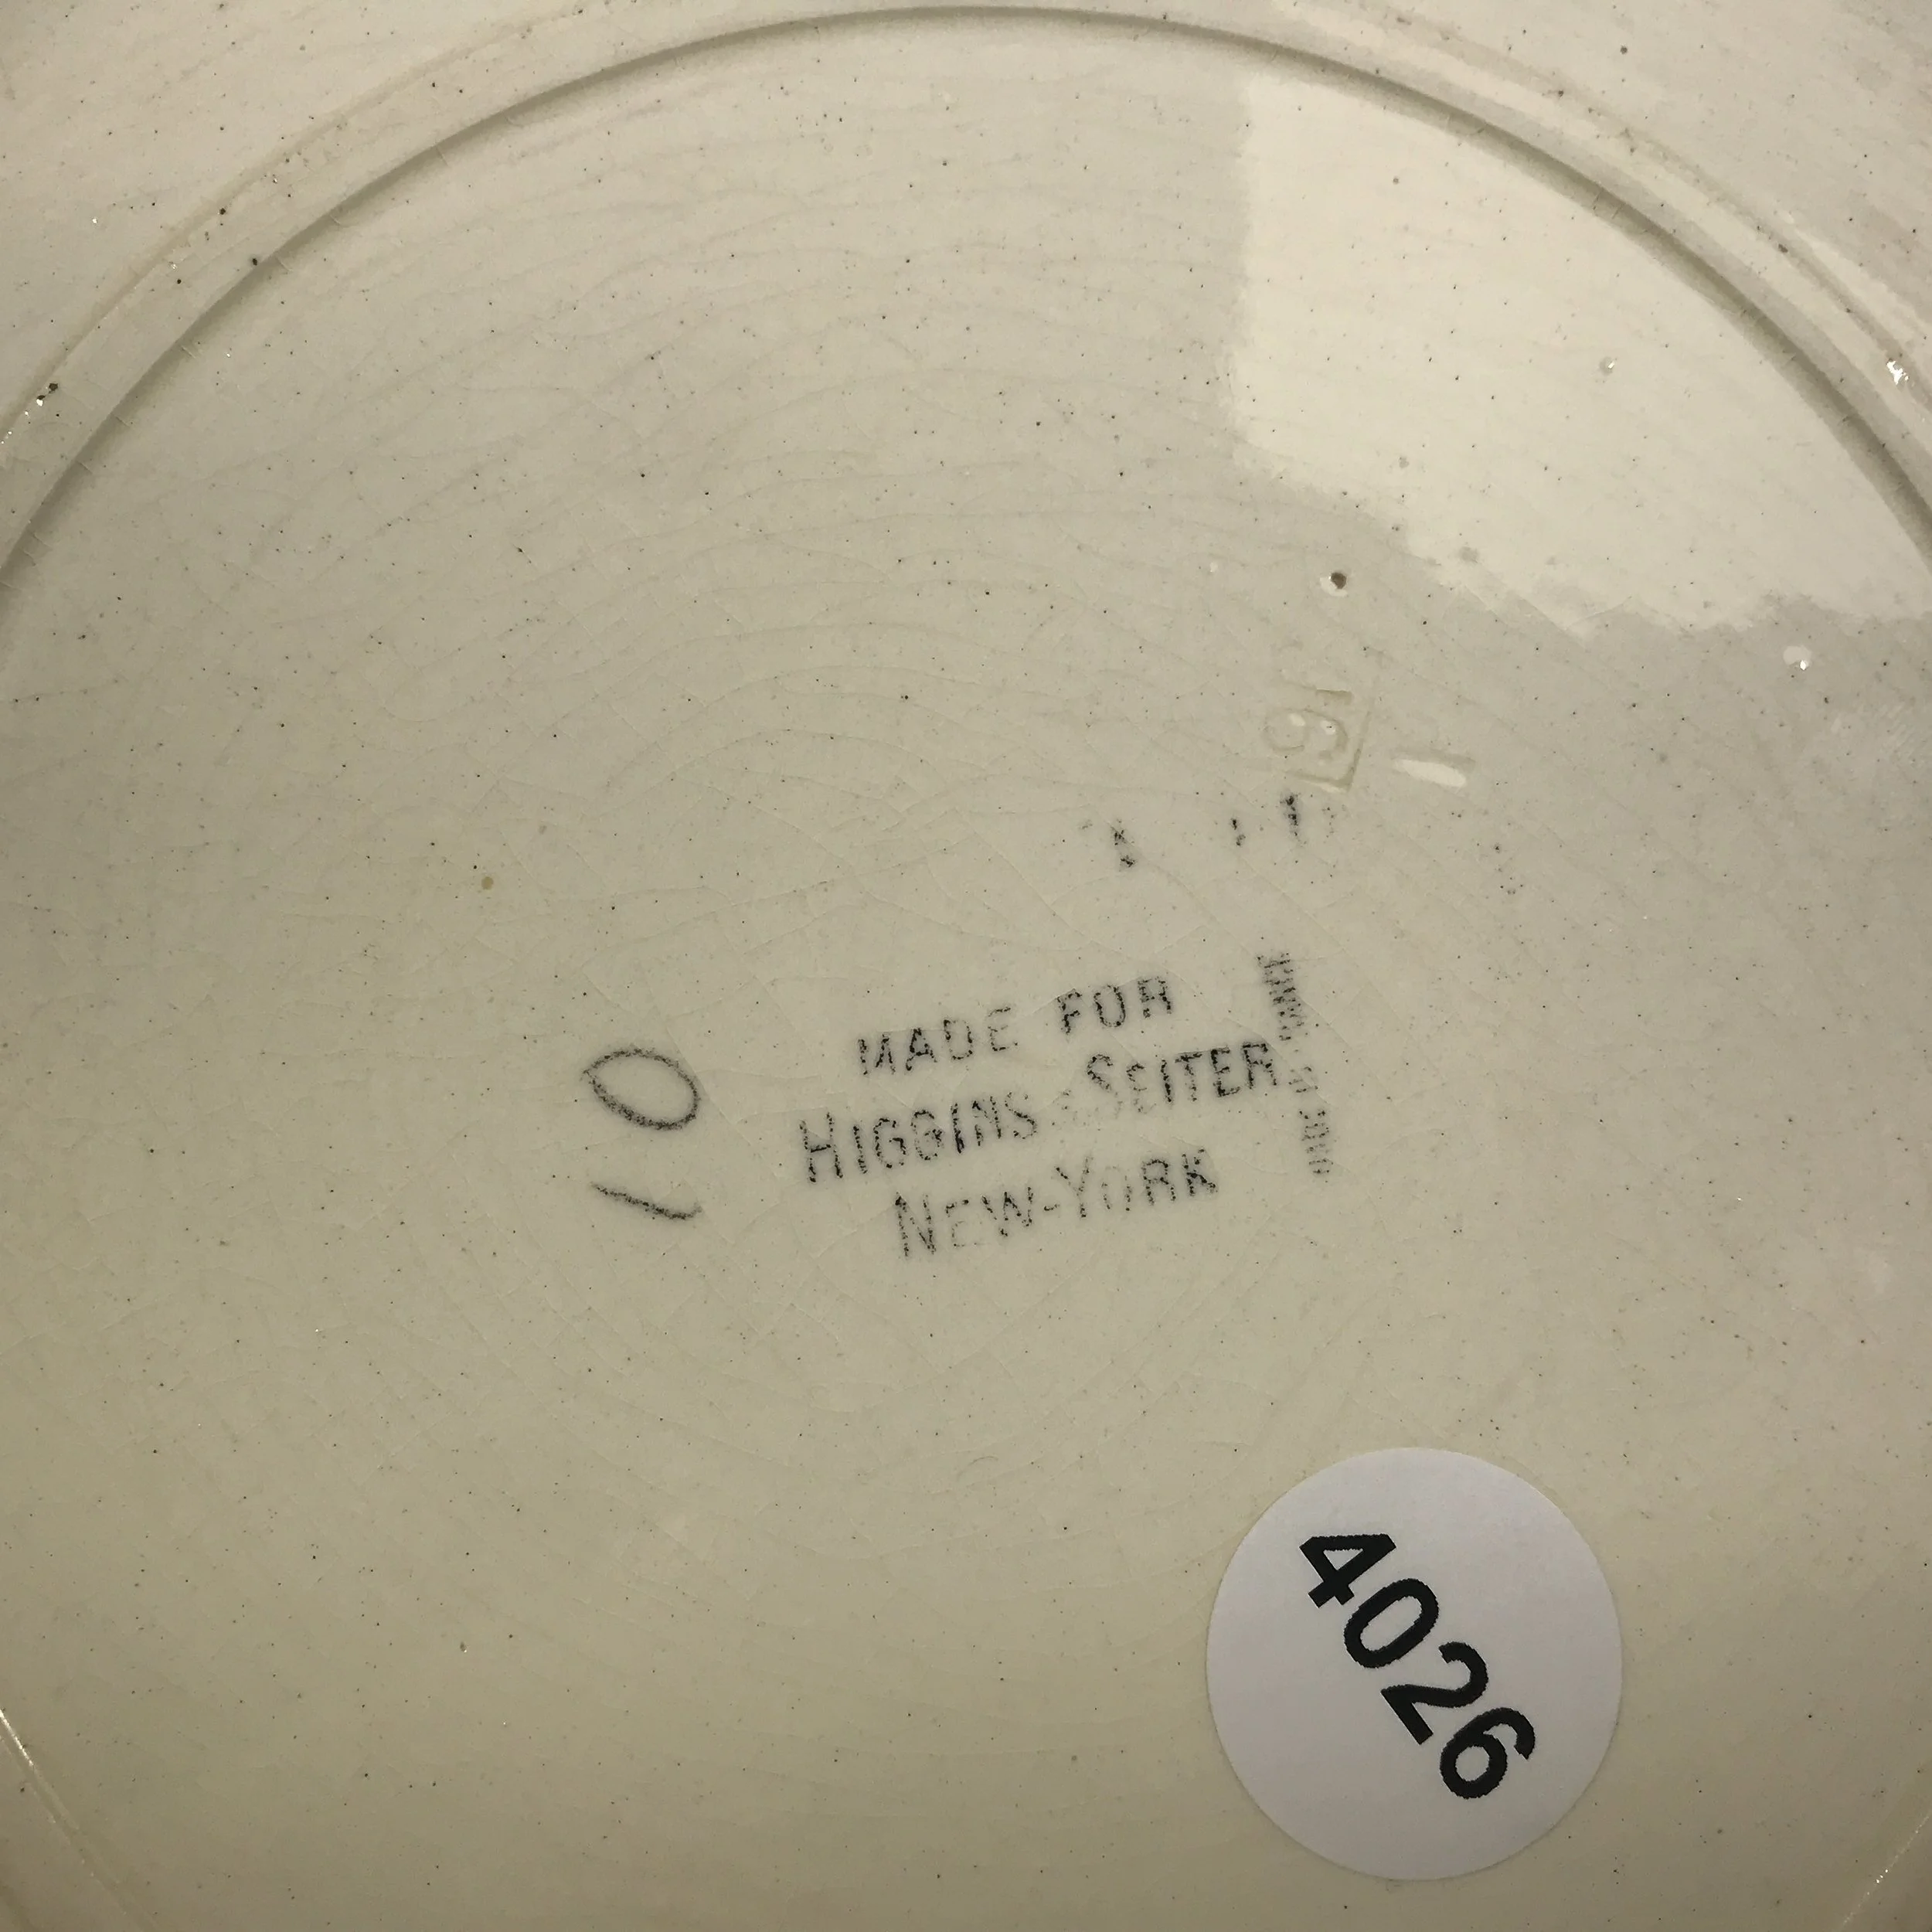 MADE FOR
HIGGINS & SEITER
NEW-YORK
10
4026